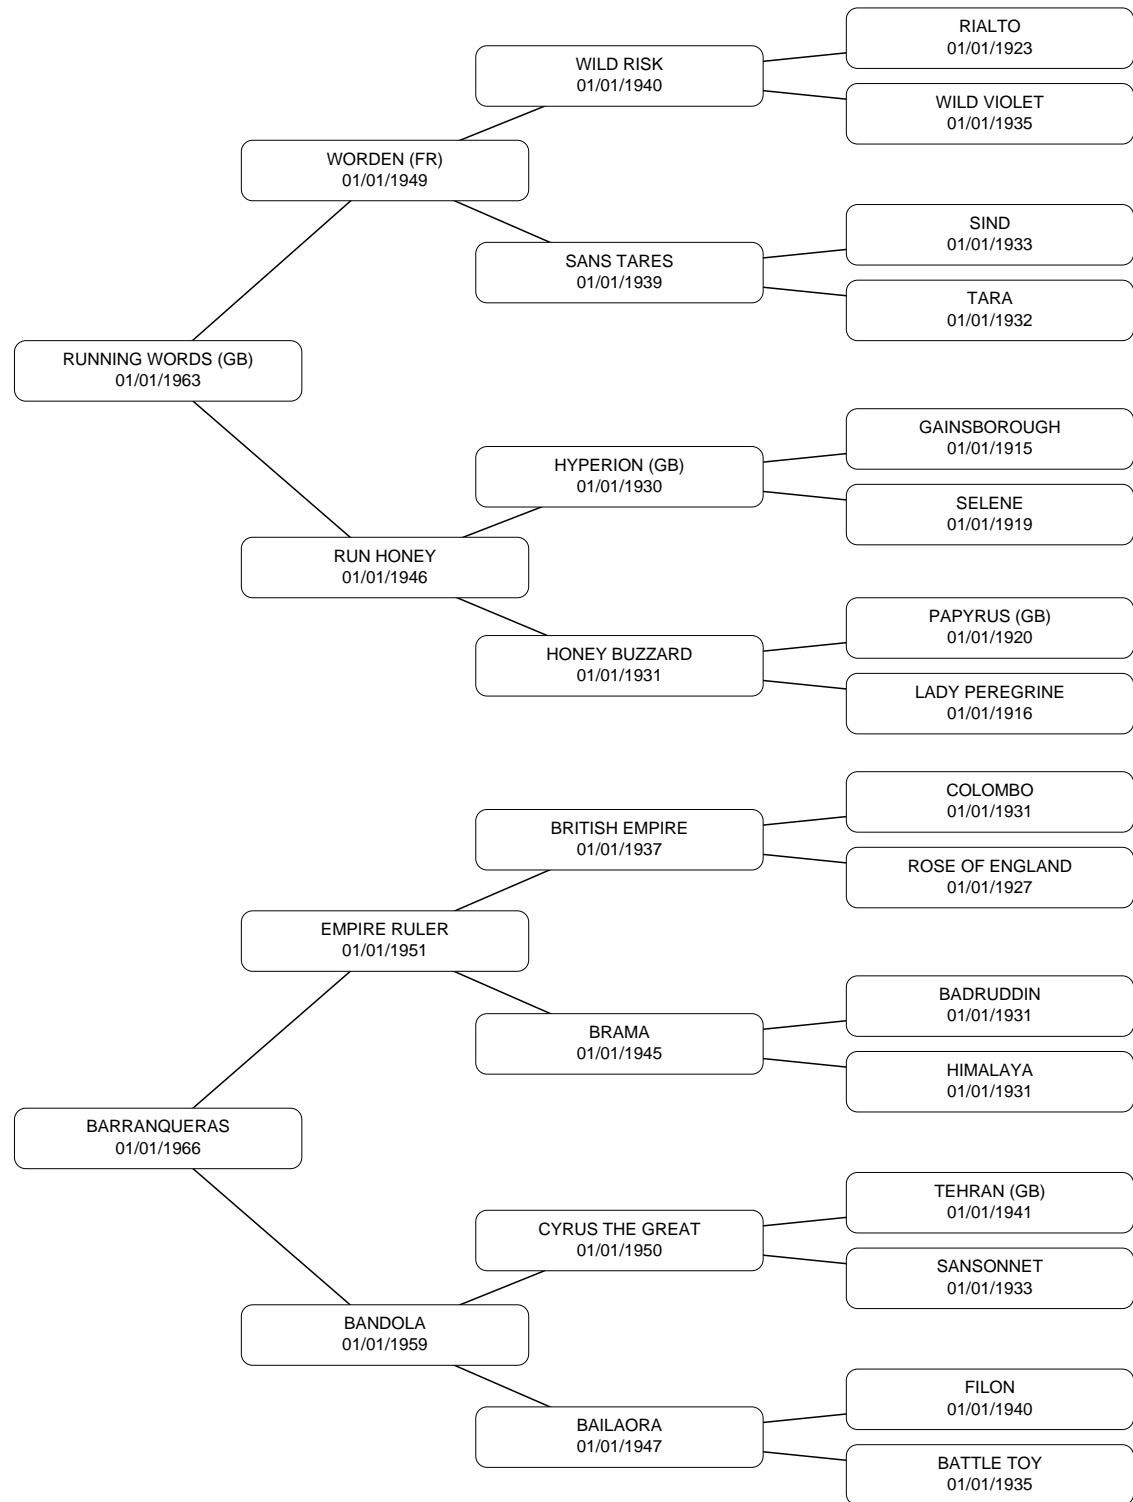 RIALTO
01/01/1923
WILD RISK
01/01/1940
WILD VIOLET
01/01/1935
WORDEN (FR)
01/01/1949
SIND
01/01/1933
SANS TARES
01/01/1939
TARA
01/01/1932
RUNNING WORDS (GB)
01/01/1963
GAINSBOROUGH
01/01/1915
HYPERION (GB)
01/01/1930
SELENE
01/01/1919
RUN HONEY
01/01/1946
PAPYRUS (GB)
01/01/1920
HONEY BUZZARD
01/01/1931
LADY PEREGRINE
01/01/1916
COLOMBO
01/01/1931
BRITISH EMPIRE
01/01/1937
ROSE OF ENGLAND
01/01/1927
EMPIRE RULER
01/01/1951
BADRUDDIN
01/01/1931
BRAMA
01/01/1945
HIMALAYA
01/01/1931
BARRANQUERAS
01/01/1966
TEHRAN (GB)
01/01/1941
CYRUS THE GREAT
01/01/1950
SANSONNET
01/01/1933
BANDOLA
01/01/1959
FILON
01/01/1940
BAILAORA
01/01/1947
BATTLE TOY
01/01/1935